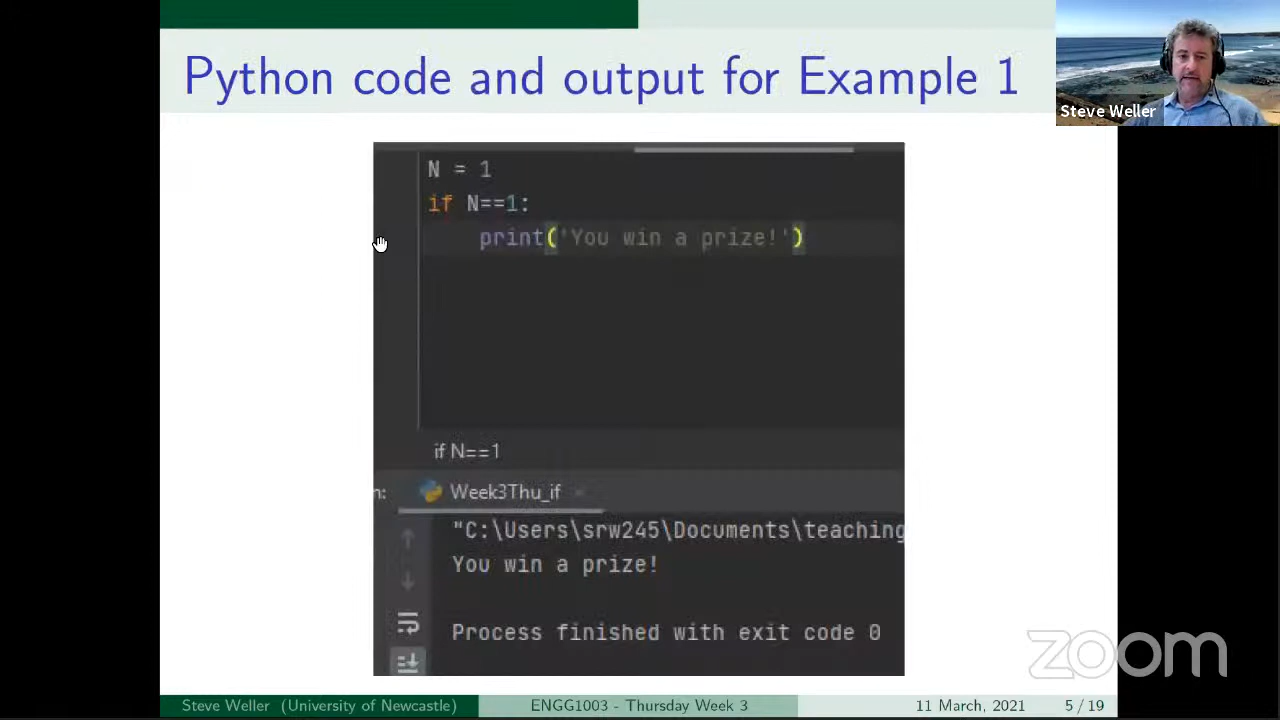 Python code and output for Example 1
Steve Weller
N = 1
if N==1:
print('You win a prize!')
if N==1
n:
Week3Thu_if
"C:\Users\srw245\Documents\teaching
You win a prize!
Process finished with exit code 0
zoom
Steve Weller (University of Newcastle)
ENGG1003 - Thursday Week 3
11 March, 2021
5 / 19